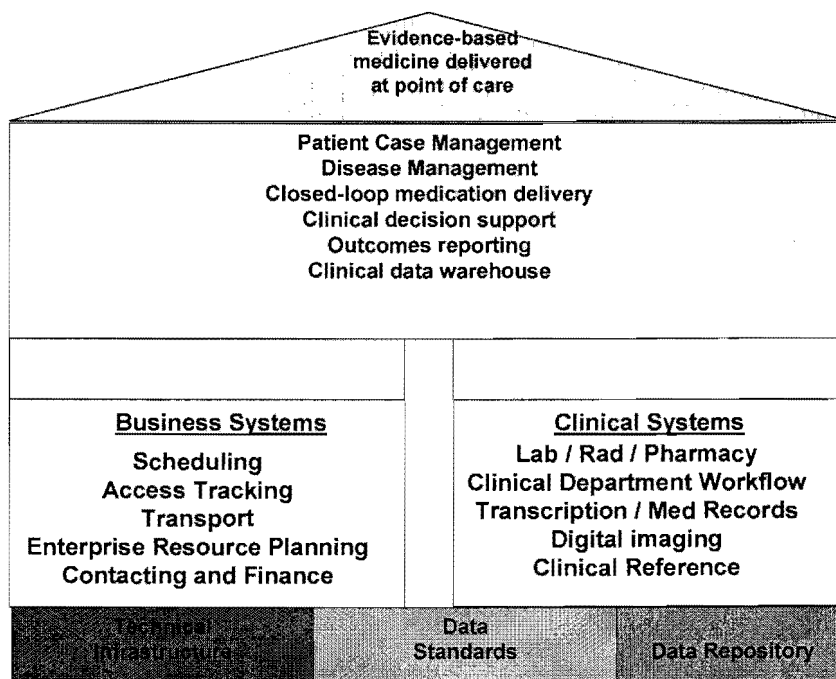 Evidence-based
medicine delivered
at point of care
Patient Case Management
Disease Management
Closed-loop medication delivery
Clinical decision support
Outcomes reporting
Clinical data warehouse
Business Systems
Scheduling
Access Tracking
Transport
Enterprise Resource Planning
Contacting and Finance
Clinical Systems
Lab / Rad / Pharmacy
Clinical Department Workflow
Transcription / Med Records
Digital imaging
Clinical Reference
Technical
Infrastructure
Data
Standards
Data Repository